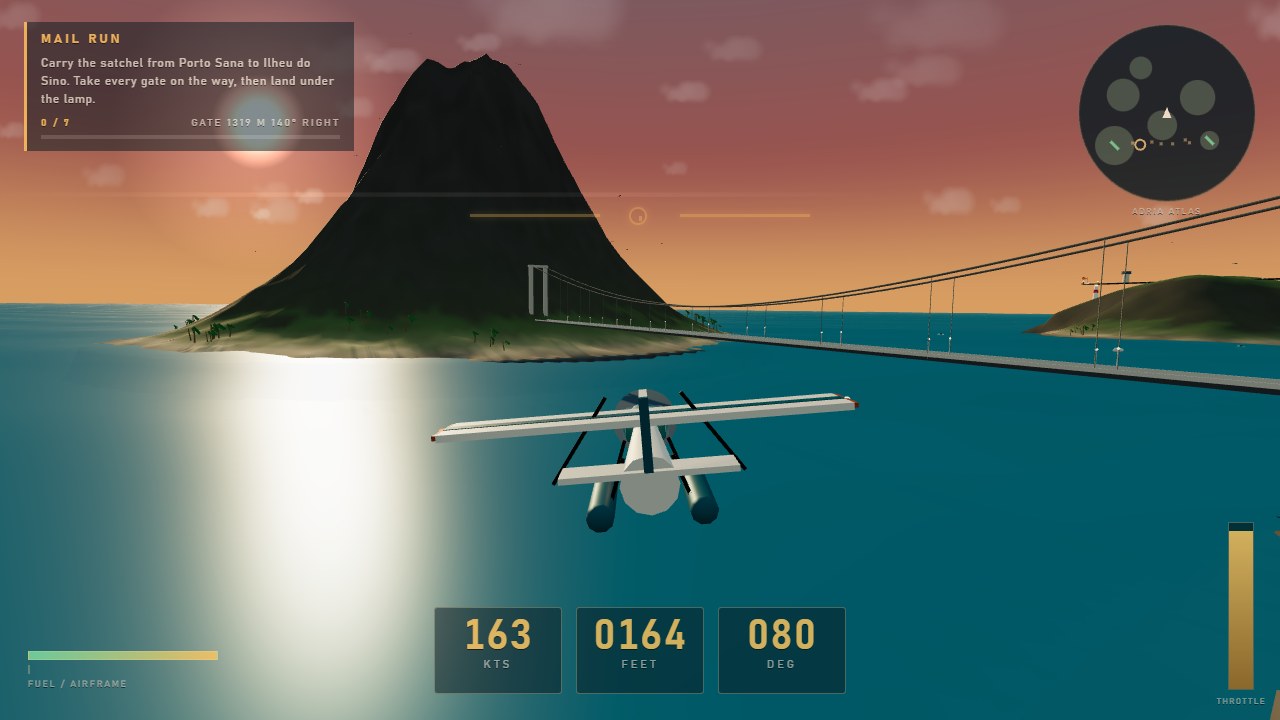 MAIL RUN
Carry the satchel from Porto Sana to Ilheu do
Sino. Take every gate on the way, then land under
the lamp.
0 / 7 GATE 1319 M 140° RIGHT
ADRIA ATLAS
163
KTS
0164
FEET
080
DEG
FUEL / AIRFRAME
THROTTLE